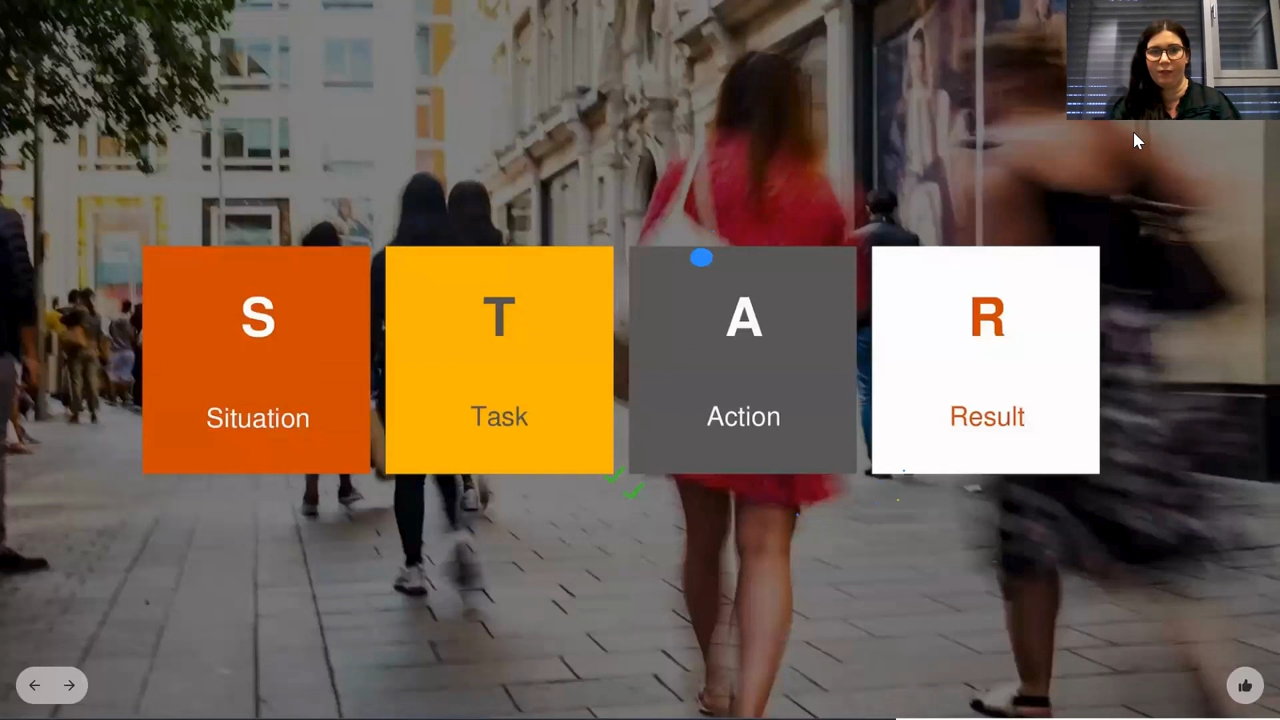 S
T
A
R
Situation
Task
Action
Result